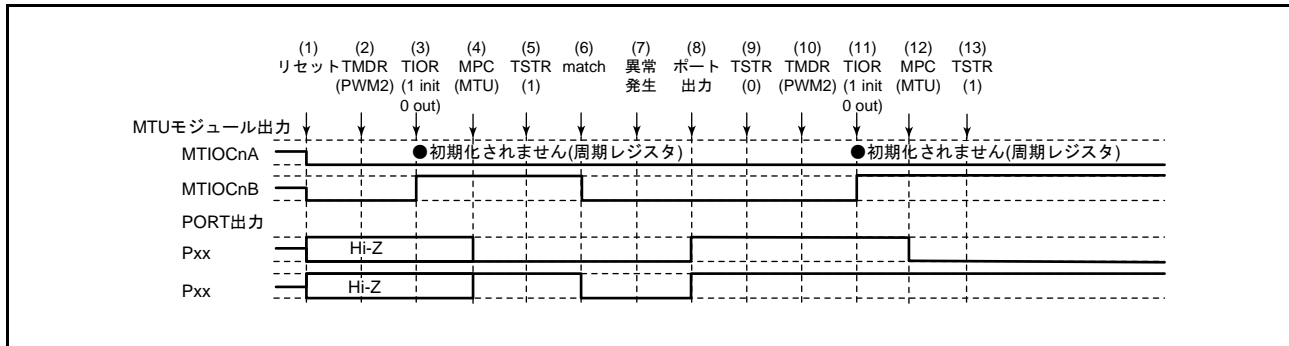 (1) (2) (3) (4) (5) (6) (7) (8) (9) (10) (11) (12) (13)
リセット TMDR TIOR MPC TSTR match 異常 ポート TSTR TMDR TIOR MPC TSTR
(PWM2) (1 init (MTU) (1) 発生 出力 (0) (PWM2) (1 init (MTU) (1)
0 out) 0 out)
MTUモジュール出力
MTIOCnA ●初期化されません(周期レジスタ) ●初期化されません(周期レジスタ)
MTIOCnB
PORT出力
Pxx Hi-Z
Pxx Hi-Z